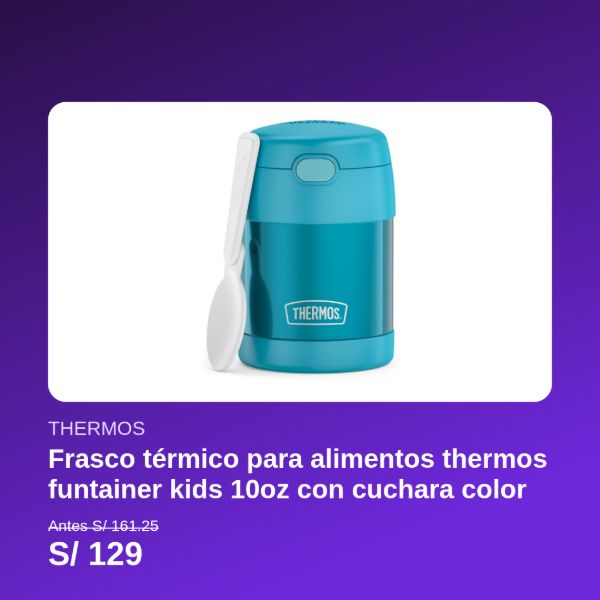 THERMOS.
THERMOS
Frasco térmico para alimentos thermos
funtainer kids 10oz con cuchara color
Antes S/ 161.25
S/ 129